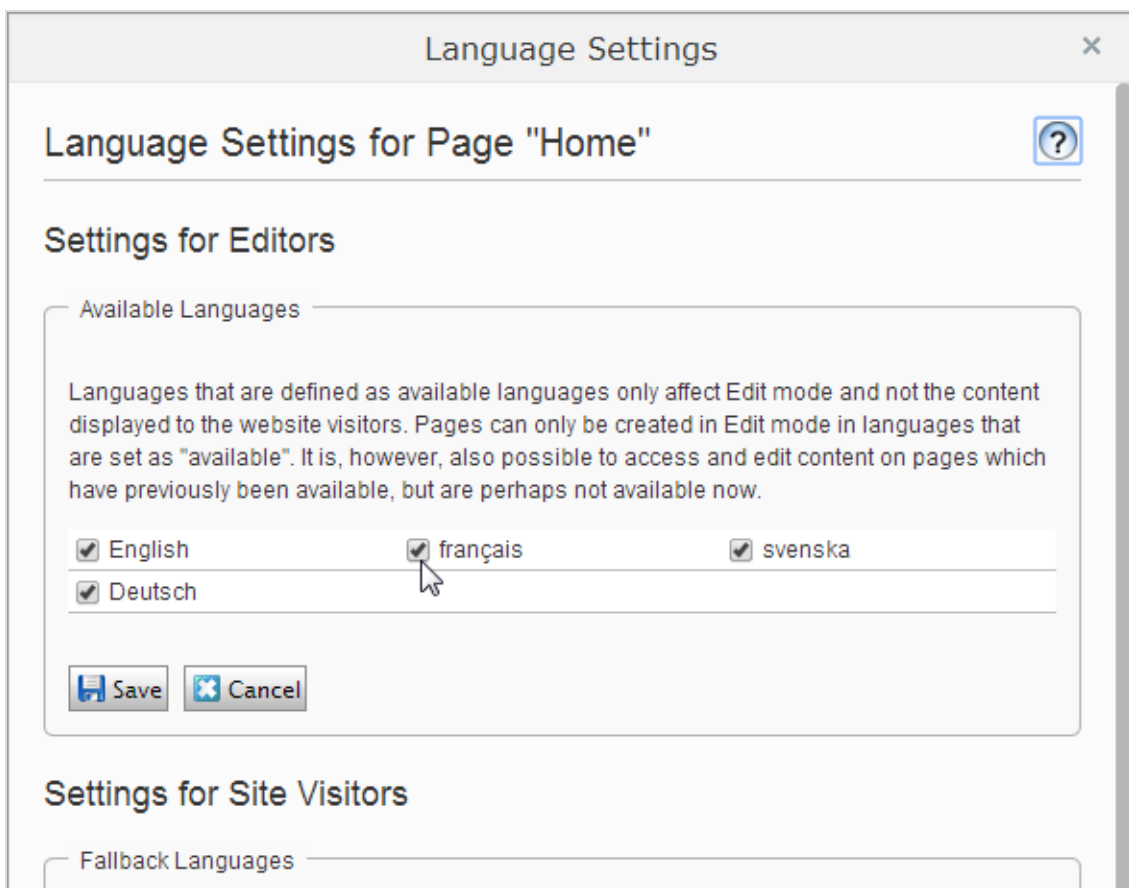 Language Settings
Language Settings for Page "Home"
Settings for Editors
Available Languages
Languages that are defined as available languages only affect Edit mode and not the content
displayed to the website visitors. Pages can only be created in Edit mode in languages that
are set as "available". It is, however, also possible to access and edit content on pages which
have previously been available, but are perhaps not available now.
English français svenska
Deutsch
Save Cancel
Settings for Site Visitors
Fallback Languages